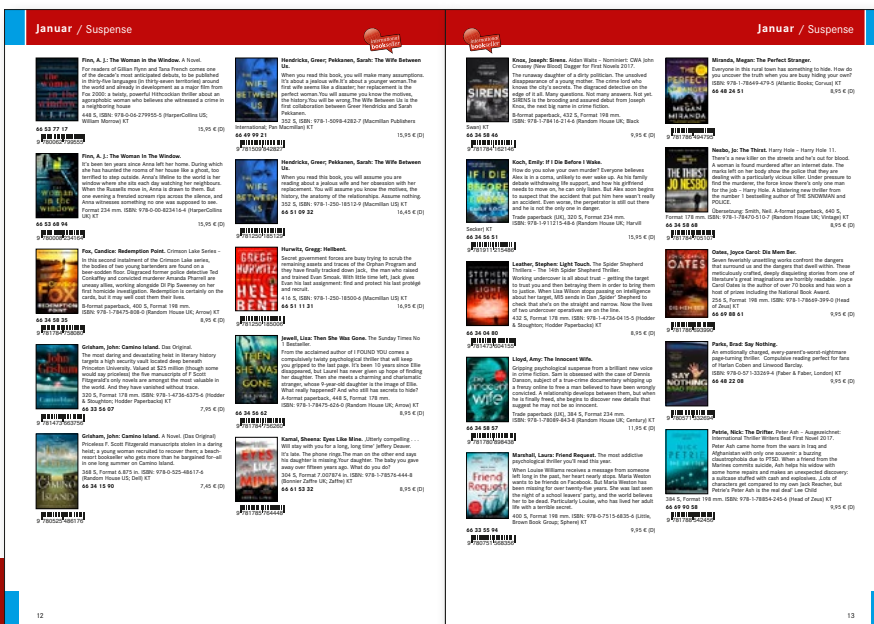 Januar / Suspense
International
bookseller
Finn, A. J.: The Woman in the Window. A Novel.
For readers of Gillian Flynn and Tana French comes one
of the decade's most anticipated debuts, to be published
in thirty-five languages (in thirty-seven territories) around
the world and already in development as a major film from
Fox 2000: a twisty, powerful Hitchcockian thriller about an
agoraphobic woman who believes she witnessed a crime in
a neighboring house
448 S, ISBN: 978-0-06-279955-5 (HarperCollins US;
William Morrow) KT
66 53 77 17 15,95 € (D)
9 780062 799555
Finn, A. J.: The Woman In The Window.
It's been ten years since Anna left home. During which
she has haunted the rooms of her house like a ghost, too
terrified to step outside. Anna's lifeline to the world is her
window where she sits each day watching her neighbours.
When the Russells move in, Anna is drawn to them. But
one evening a frenzied scream rips across the silence, and
Anna witnesses something no one was supposed to see.
Format 234 mm. ISBN: 978-0-00-823416-4 (HarperCollins
UK) KT
66 53 68 94 15,95 € (D)
9 780008 234164
Fox, Candice: Redemption Point. Crimson Lake Series –
In this second instalment of the Crimson Lake series,
the bodies of two young bartenders are found on a
beer-sodden floor. Disgraced former police detective Ted
Conkaffey and convicted murderer Amanda Pharrell are
uneasy allies, working alongside DI Pip Sweeney on her
first homicide investigation. Redemption is certainly on the
cards, but it may well cost them their lives.
B-format paperback, 400 S, Format 198 mm.
ISBN: 978-1-78475-808-0 (Random House UK; Arrow) KT
66 34 58 35 8,95 € (D)
9 781784 758080
Grisham, John: Camino Island. Das Original.
The most daring and devastating heist in literary history
targets a high security vault located deep beneath
Princeton University. Valued at $25 million (though some
would say priceless) the five manuscripts of F Scott
Fitzgerald's only novels are amongst the most valuable in
the world. And they have vanished without trace.
320 S, Format 178 mm. ISBN: 978-1-4736-6375-6 (Hodder
& Stoughton; Hodder Paperbacks) KT
66 33 56 07 7,95 € (D)
9 781473 663756
Grisham, John: Camino Island. A Novel. (Das Original)
Priceless F. Scott Fitzgerald manuscripts stolen in a daring
heist; a young woman recruited to recover them; a beach-
resort bookseller who gets more than he bargained for–all
in one long summer on Camino Island.
368 S, Format 6.875 in. ISBN: 978-0-525-48617-6
(Random House US; Dell) KT
66 34 15 90 7,45 € (D)
9 780525 486176
Hendricks, Greer; Pekkanen, Sarah: The Wife Between
Us.
When you read this book, you will make many assumptions.
It's about a jealous wife.It's about a younger woman.The
first wife seems like a disaster; her replacement is the
perfect woman.You will assume you know the motives,
the history.You will be wrong.The Wife Between Us is the
first collaboration between Greer Hendricks and Sarah
Pekkanen.
352 S, ISBN: 978-1-5098-4282-7 (Macmillan Publishers
International; Pan Macmillan) KT
66 49 99 21 15,95 € (D)
9 781509 842827
Hendricks, Greer; Pekkanen, Sarah: The Wife Between
Us.
When you read this book, you will assume you are
reading about a jealous wife and her obsession with her
replacement. You will assume you know the motives, the
history, the anatomy of the relationships. Assume nothing.
352 S, ISBN: 978-1-250-18512-9 (Macmillan US) KT
66 51 09 32 16,45 € (D)
9 781250 185129
Hurwitz, Gregg: Hellbent.
Secret government forces are busy trying to scrub the
remaining assets and traces of the Orphan Program and
they have finally tracked down Jack, the man who raised
and trained Evan Smoak. With little time left, Jack gives
Evan his last assignment: find and protect his last protégé
and recruit.
416 S, ISBN: 978-1-250-18500-6 (Macmillan US) KT
66 51 11 31 16,95 € (D)
9 781250 185006
Jewell, Lisa: Then She Was Gone. The Sunday Times No
1 Bestseller.
From the acclaimed author of I FOUND YOU comes a
compulsively twisty psychological thriller that will keep
you gripped to the last page. It's been 10 years since Ellie
disappeared, but Laurel has never given up hope of finding
her daughter. Then she meets a charming and charismatic
stranger, whose 9-year-old daughter is the image of Ellie.
What really happened? And who still has secrets to hide?
A-format paperback, 448 S, Format 178 mm.
ISBN: 978-1-78475-626-0 (Random House UK; Arrow) KT
66 34 56 62 8,95 € (D)
9 781784 756260
Kamal, Sheena: Eyes Like Mine. ‚Utterly compelling . . .
Will stay with you for a long, long time' Jeffery Deaver.
It's late. The phone rings.The man on the other end says
his daughter is missing.Your daughter. The baby you gave
away over fifteen years ago. What do you do?
304 S, Format 7.007874 in. ISBN: 978-1-78576-444-8
(Bonnier Zaffre UK; Zaffre) KT
66 61 53 32 8,95 € (D)
9 781785 764448
12
Januar / Suspense
International
bookseller
Knox, Joseph: Sirens. Aidan Waits – Nominiert: CWA John
Creasey (New Blood) Dagger for First Novels 2017.
The runaway daughter of a dirty politician. The unsolved
disappearance of a young mother. The crime lord who
knows the city's secrets. The disgraced detective on the
edge of it all. Many questions. Not many answers. Not yet.
SIRENS is the brooding and assured debut from Joseph
Knox, the next big name in crime fiction.
B-format paperback, 432 S, Format 198 mm.
ISBN: 978-1-78416-214-6 (Random House UK; Black
Swan) KT
66 34 58 46 9,95 € (D)
9 781784 162146
Koch, Emily: If I Die Before I Wake.
How do you solve your own murder? Everyone believes
Alex is in a coma, unlikely to ever wake up. As his family
debate withdrawing life support, and how his girlfriend
needs to move on, he can only listen. But Alex soon begins
to suspect that the accident that put him here wasn't really
an accident. Even worse, the perpetrator is still out there
and he is not the only one in danger.
Trade paperback (UK), 320 S, Format 234 mm.
ISBN: 978-1-911215-48-6 (Random House UK; Harvill
Secker) KT
66 34 56 51 15,95 € (D)
9 781911 215486
Leather, Stephen: Light Touch. The Spider Shepherd
Thrillers - The 14th Spider Shepherd Thriller.
Working undercover is all about trust – getting the target
to trust you and then betraying them in order to bring them
to justice. When Lisa Wilson stops passing on intelligence
about her target, MI5 sends in Dan ‚Spider' Shepherd to
check that she's on the straight and narrow. Now the lives
of two undercover operatives are on the line.
432 S, Format 178 mm. ISBN: 978-1-4736-0415-5 (Hodder
& Stoughton; Hodder Paperbacks) KT
66 34 04 80 8,95 € (D)
9 781473 604155
Lloyd, Amy: The Innocent Wife.
Gripping psychological suspense from a brilliant new voice
in crime fiction. Sam is obsessed with the case of Dennis
Danson, subject of a true-crime documentary whipping up
a frenzy online to free a man believed to have been wrongly
convicted. A relationship develops between them, but when
he is finally freed, she begins to discover new details that
suggest he may not be so innocent.
Trade paperback (UK), 384 S, Format 234 mm.
ISBN: 978-1-78089-843-8 (Random House UK; Century) KT
66 34 58 57 11,95 € (D)
9 781780 898438
Marshall, Laura: Friend Request. The most addictive
psychological thriller you'll read this year.
When Louise Williams receives a message from someone
left long in the past, her heart nearly stops. Maria Weston
wants to be friends on Facebook. But Maria Weston has
been missing for over twenty-five years. She was last seen
the night of a school leavers' party, and the world believes
her to be dead. Particularly Louise, who has lived her adult
life with a terrible secret.
400 S, Format 198 mm. ISBN: 978-0-7515-6835-6 (Little,
Brown Book Group; Sphere) KT
66 33 55 94 9,95 € (D)
9 780751 568356
Miranda, Megan: The Perfect Stranger.
Everyone in this rural town has something to hide. How do
you uncover the truth when you are busy hiding your own?
ISBN: 978-1-78649-479-5 (Atlantic Books; Corvus) KT
66 48 24 51 8,95 € (D)
9 781786 494795
Nesbo, Jo: The Thirst. Harry Hole - Harry Hole 11.
There's a new killer on the streets and he's out for blood.
A woman is found murdered after an internet date. The
marks left on her body show the police that they are
dealing with a particularly vicious killer. Under pressure to
find the murderer, the force know there's only one man
for the job – Harry Hole. A blistering new thriller from
the number 1 bestselling author of THE SNOWMAN and
POLICE.
Übersetzung: Smith, Neil. A-format paperback, 640 S,
Format 178 mm. ISBN: 978-1-78470-510-7 (Random House UK; Vintage) KT
66 34 58 68 8,95 € (D)
9 781784 705107
Oates, Joyce Carol: Dis Mem Ber.
Seven feverishly unsettling works confront the dangers
that surround us and the dangers that dwell within. These
meticulously crafted, deeply disquieting stories from one of
literature's great imaginations are horribly readable. Joyce
Carol Oates is the author of over 70 books and has won a
host of prizes including the National Book Award.
256 S, Format 198 mm. ISBN: 978-1-78669-399-0 (Head
of Zeus) KT
66 69 88 61 9,95 € (D)
9 781786 693990
Parks, Brad: Say Nothing.
An emotionally charged, every-parent's-worst-nightmare
page-turning thriller. Compulsive reading perfect for fans
of Harlan Coben and Linwood Barclay.
ISBN: 978-0-571-33269-4 (Faber & Faber, London) KT
66 48 22 08 9,95 € (D)
9 780571 332694
Petrie, Nick: The Drifter. Peter Ash – Ausgezeichnet:
International Thriller Writers Best First Novel 2017.
Peter Ash came home from the wars in Iraq and
Afghanistan with only one souvenir: a buzzing
claustrophobia due to PTSD. When a friend from the
Marines commits suicide, Ash helps his widow with
some home repairs and makes an unexpected discovery:
a suitcase stuffed with cash and explosives. ‚Lots of
characters get compared to my own Jack Reacher, but
Petrie's Peter Ash is the real deal' Lee Child
384 S, Format 198 mm. ISBN: 978-1-78854-245-6 (Head of Zeus) KT
66 69 90 58 9,95 € (D)
9 781788 542456
13